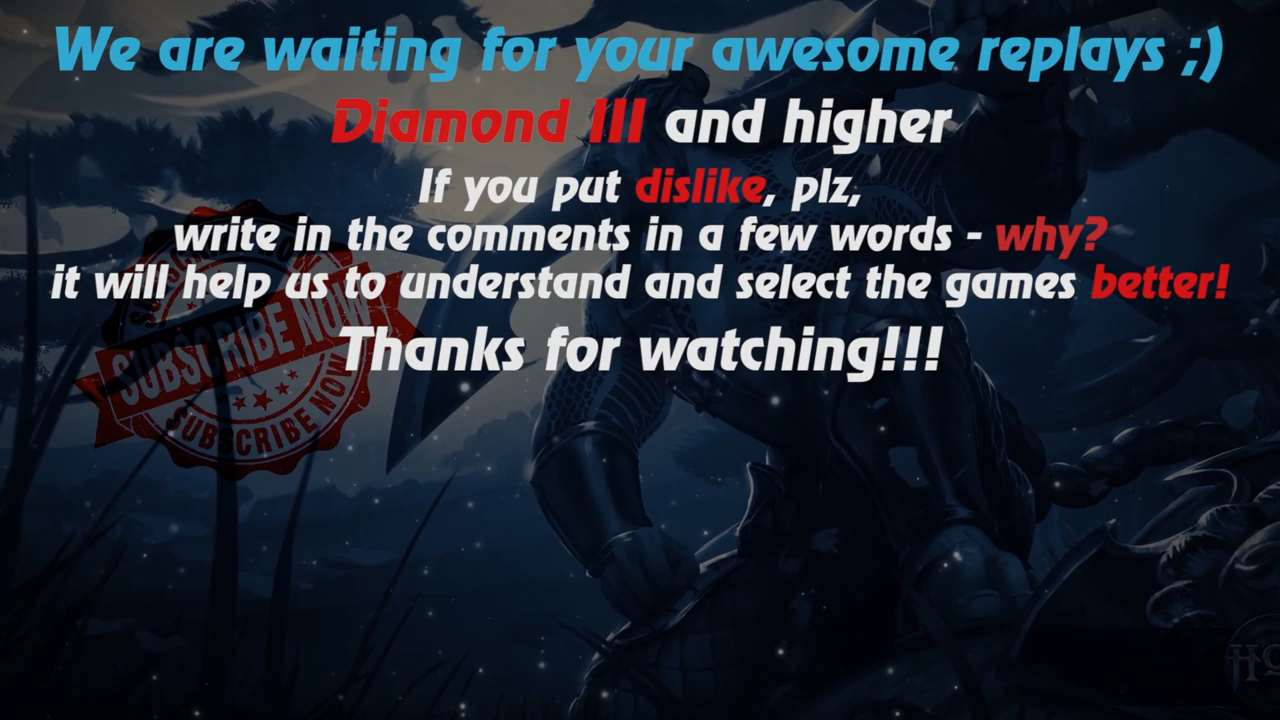 We are waiting for your awesome replays ;)
Diamond III and higher
If you put dislike, plz,
write in the comments in a few words - why?
it will help us to understand and select the games better!
Thanks for watching!!!
SUBSCRIBE NOW
SUBSCRIBE NOW